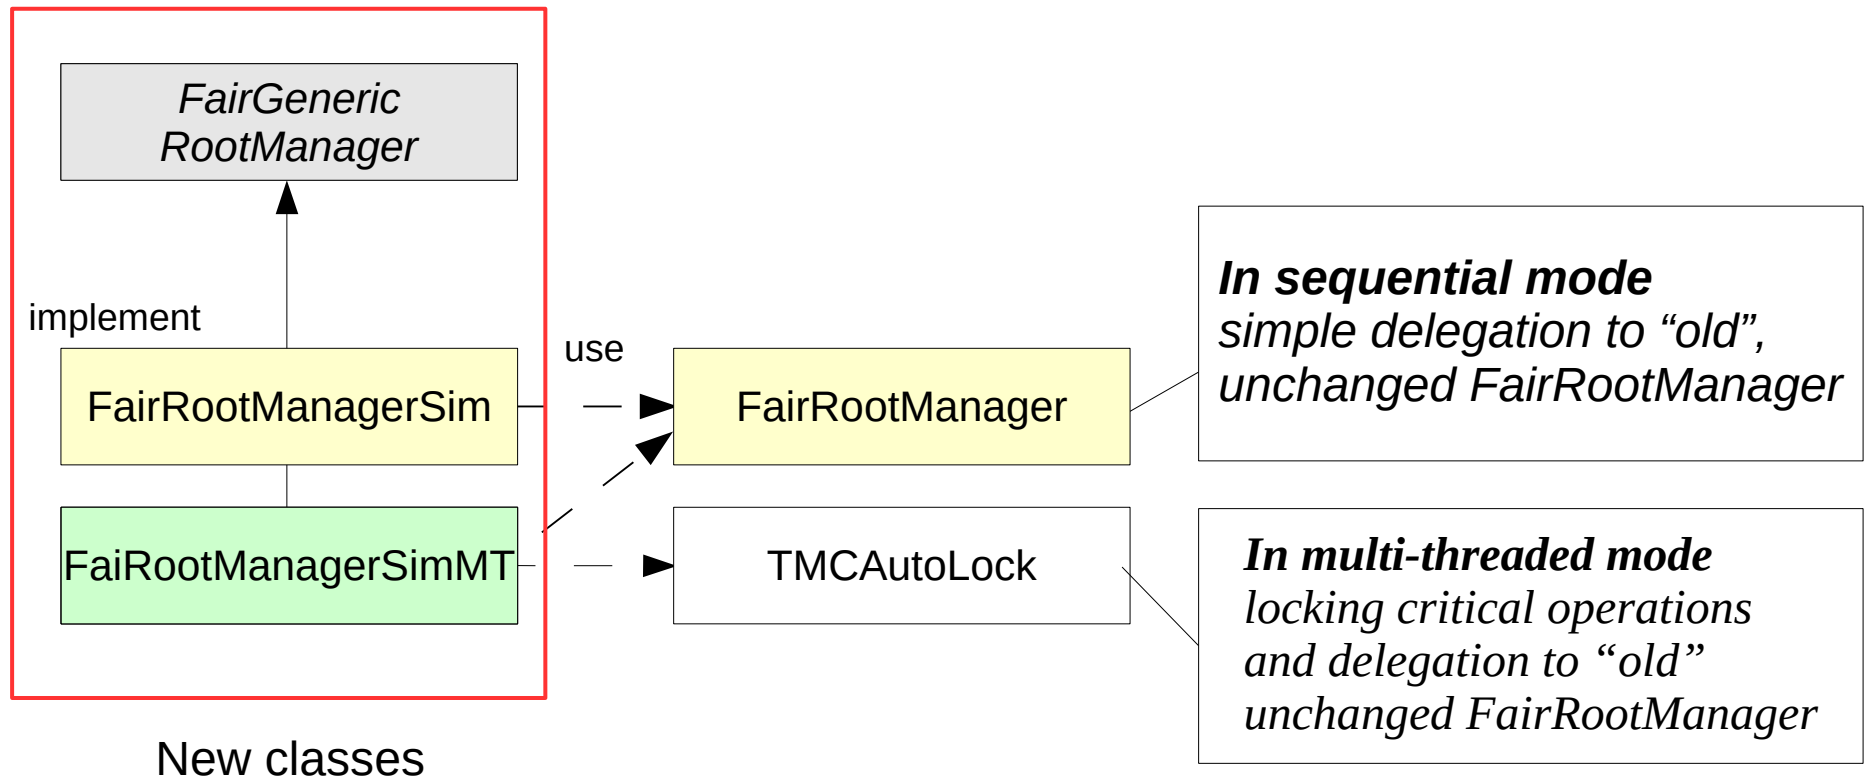 FairGeneric
RootManager
implement
FairRootManagerSim
FaiRootManagerSimMT
New classes
use
FairRootManager
TMCAutoLock
In sequential mode
simple delegation to “old”,
unchanged FairRootManager
In multi-threaded mode
locking critical operations
and delegation to “old”
unchanged FairRootManager